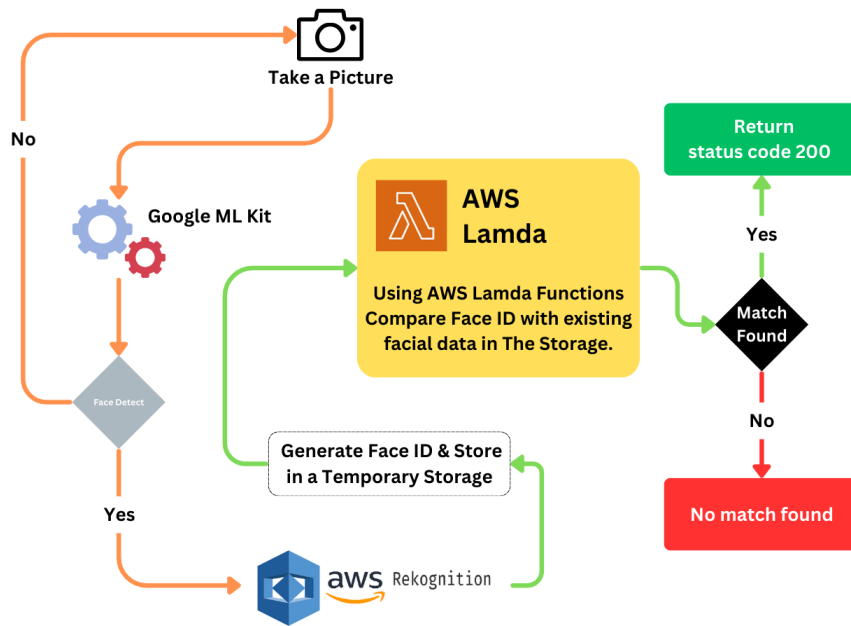 Take a Picture
No
Google ML Kit
Face Detect
Yes
aws Rekognition
Generate Face ID & Store
in a Temporary Storage
AWS
Lamda
Using AWS Lamda Functions
Compare Face ID with existing
facial data in The Storage.
Match
Found
Yes
Return
status code 200
No
No match found